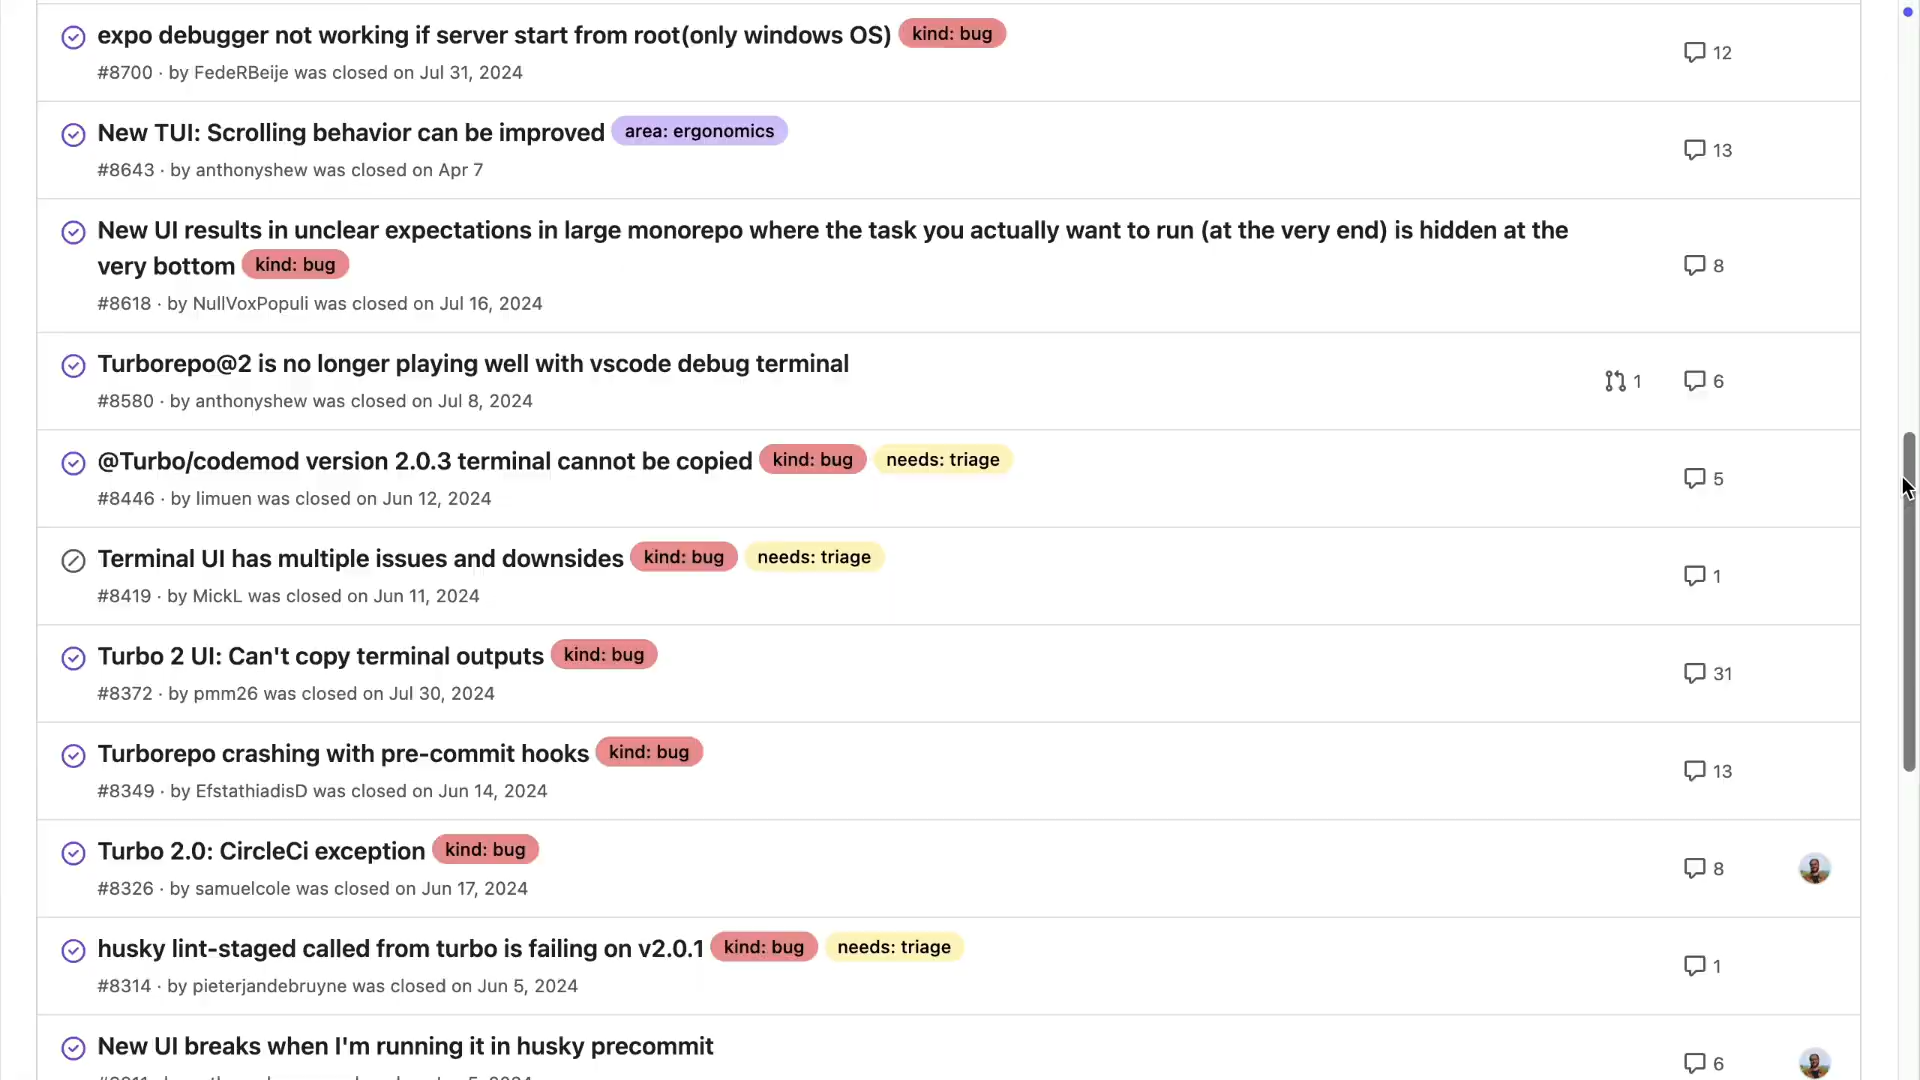 expo debugger not working if server start from root(only windows OS) kind: bug
#8700 · by FedeRBeije was closed on Jul 31, 2024
12
New TUI: Scrolling behavior can be improved area: ergonomics
#8643 · by anthonyshew was closed on Apr 7
13
New UI results in unclear expectations in large monorepo where the task you actually want to run (at the very end) is hidden at the
very bottom kind: bug
#8618 · by NullVoxPopuli was closed on Jul 16, 2024
8
Turborepo@2 is no longer playing well with vscode debug terminal
#8580 · by anthonyshew was closed on Jul 8, 2024
1 6
@Turbo/codemod version 2.0.3 terminal cannot be copied kind: bug needs: triage
#8446 · by limuen was closed on Jun 12, 2024
5
Terminal UI has multiple issues and downsides kind: bug needs: triage
#8419 · by MickL was closed on Jun 11, 2024
1
Turbo 2 UI: Can't copy terminal outputs kind: bug
#8372 · by pmm26 was closed on Jul 30, 2024
31
Turborepo crashing with pre-commit hooks kind: bug
#8349 · by EfstathiadisD was closed on Jun 14, 2024
13
Turbo 2.0: CircleCi exception kind: bug
#8326 · by samuelcole was closed on Jun 17, 2024
8
husky lint-staged called from turbo is failing on v2.0.1 kind: bug needs: triage
#8314 · by pieterjandebruyne was closed on Jun 5, 2024
1
New UI breaks when I'm running it in husky precommit
6